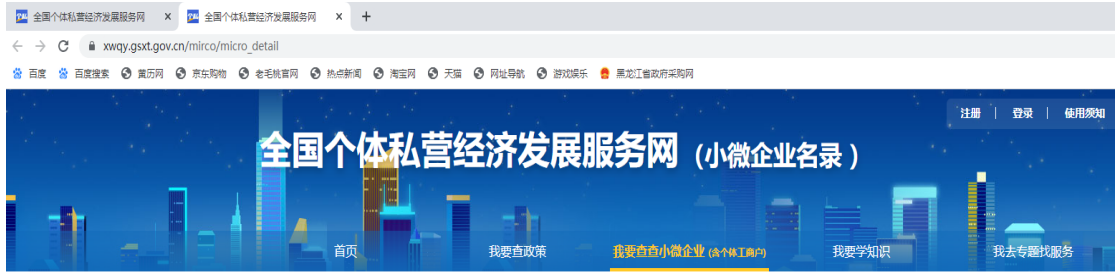 全国个体私营经济发展服务网 × 全国个体私营经济发展服务网 × +
xwqy.gsxt.gov.cn/mirco/micro_detail
百度 百度搜索 黄历网 京东购物 老毛桃官网 热点新闻 淘宝网 天猫 网址导航 游戏娱乐 黑龙江省政府采购网
注册 | 登录 | 使用须知
全国个体私营经济发展服务网（小微企业名录）
首页 我要查政策 我要查查小微企业 (含个体工商户) 我要学知识 我去专题找服务